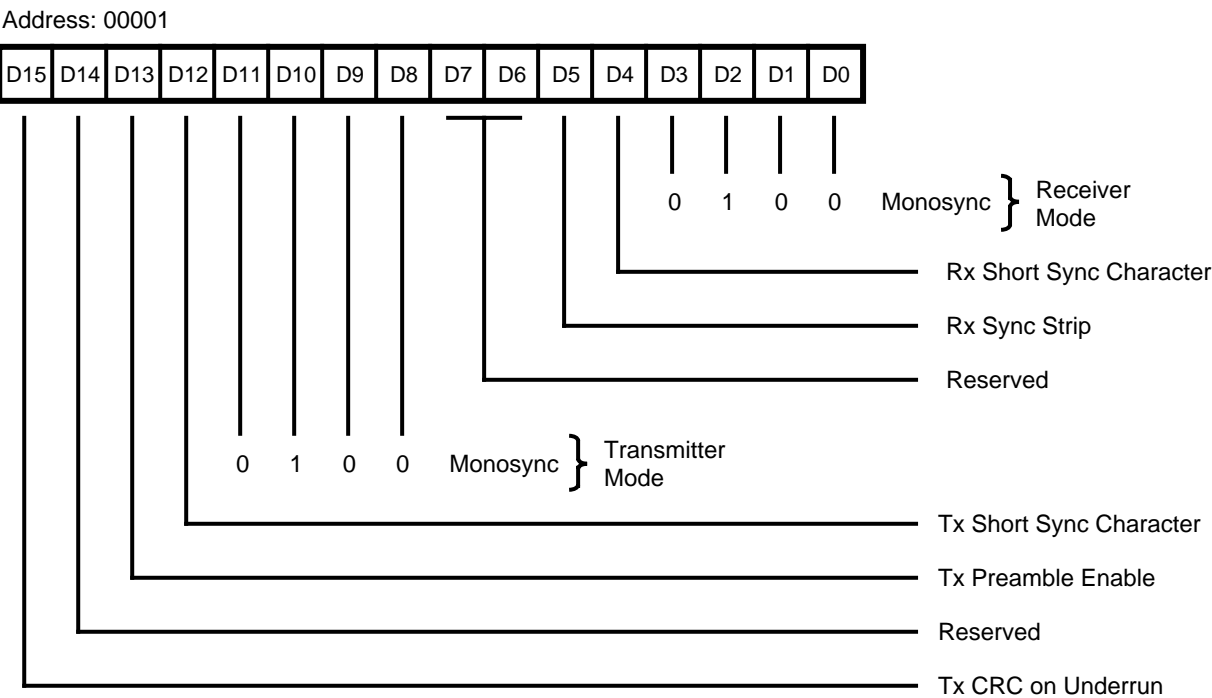 Address: 00001
D15 D14 D13 D12 D11 D10 D9 D8 D7 D6 D5 D4 D3 D2 D1 D0
0 1 0 0 Monosync } Receiver
Mode
Rx Short Sync Character
Rx Sync Strip
Reserved
0 1 0 0 Monosync } Transmitter
Mode
Tx Short Sync Character
Tx Preamble Enable
Reserved
Tx CRC on Underrun